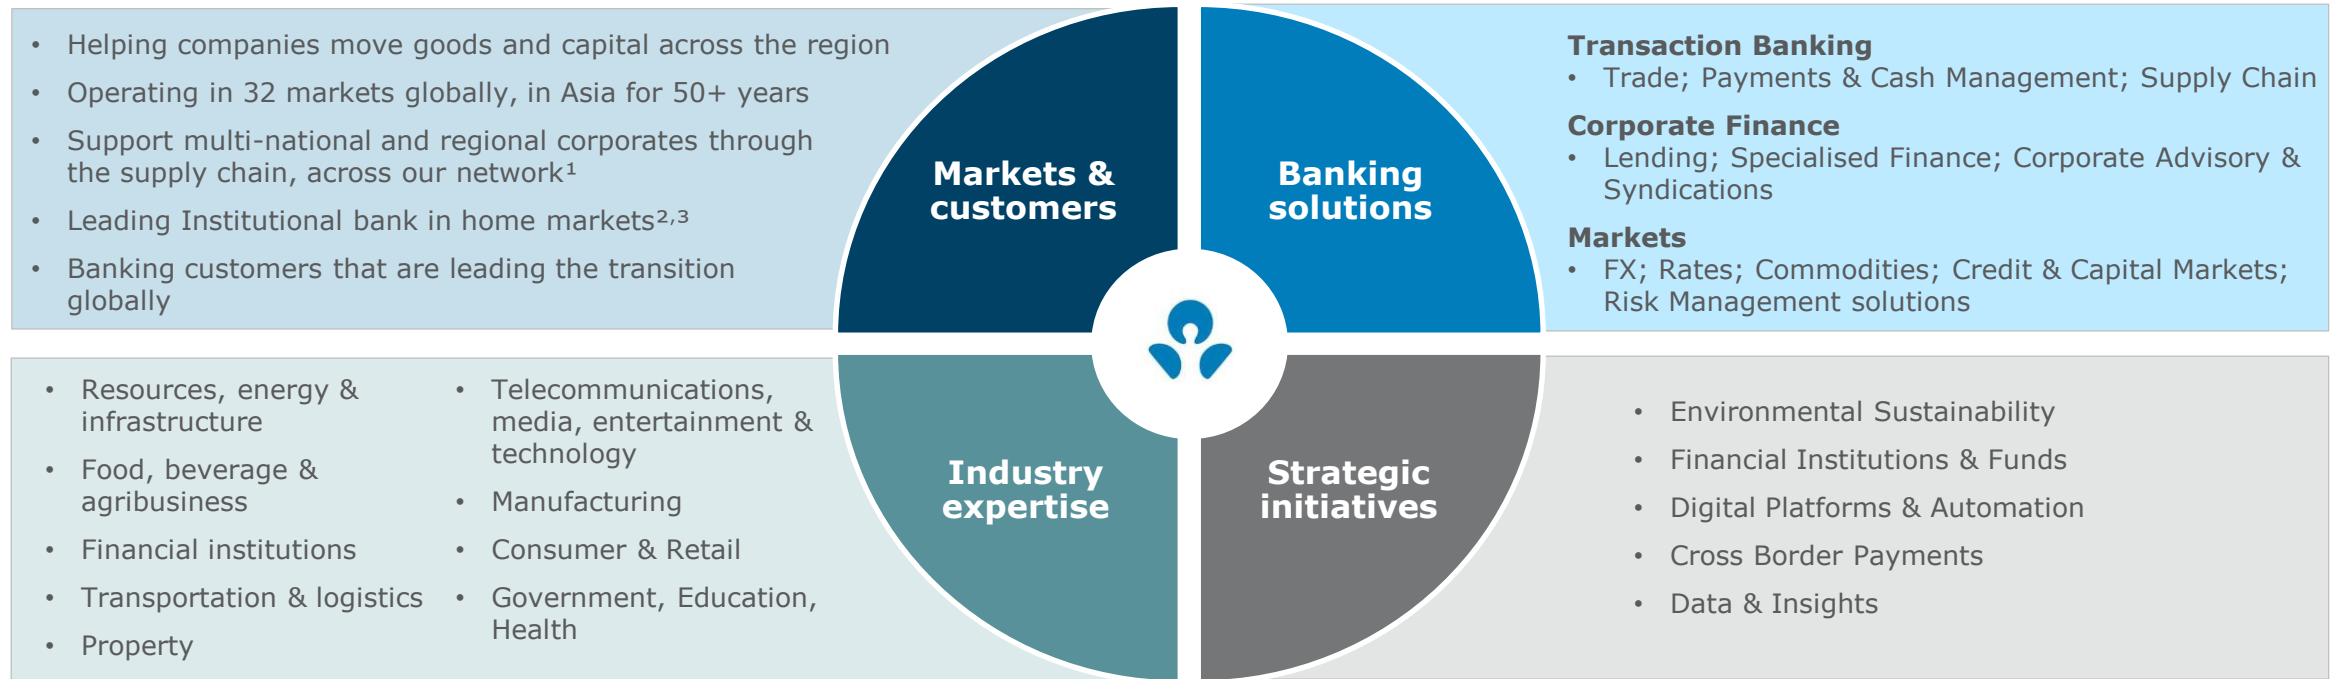 • Helping companies move goods and capital across the region
• Operating in 32 markets globally, in Asia for 50+ years
• Support multi-national and regional corporates through
the supply chain, across our network¹
• Leading Institutional bank in home markets²,³
• Banking customers that are leading the transition
globally
Markets &
customers
Banking
solutions
Transaction Banking
• Trade; Payments & Cash Management; Supply Chain
Corporate Finance
• Lending; Specialised Finance; Corporate Advisory &
Syndications
Markets
• FX; Rates; Commodities; Credit & Capital Markets;
Risk Management solutions
• Resources, energy &
infrastructure
• Food, beverage &
agribusiness
• Financial institutions
• Transportation & logistics
• Property
• Telecommunications,
media, entertainment &
technology
• Manufacturing
• Consumer & Retail
• Government, Education,
Health
Industry
expertise
Strategic
initiatives
• Environmental Sustainability
• Financial Institutions & Funds
• Digital Platforms & Automation
• Cross Border Payments
• Data & Insights